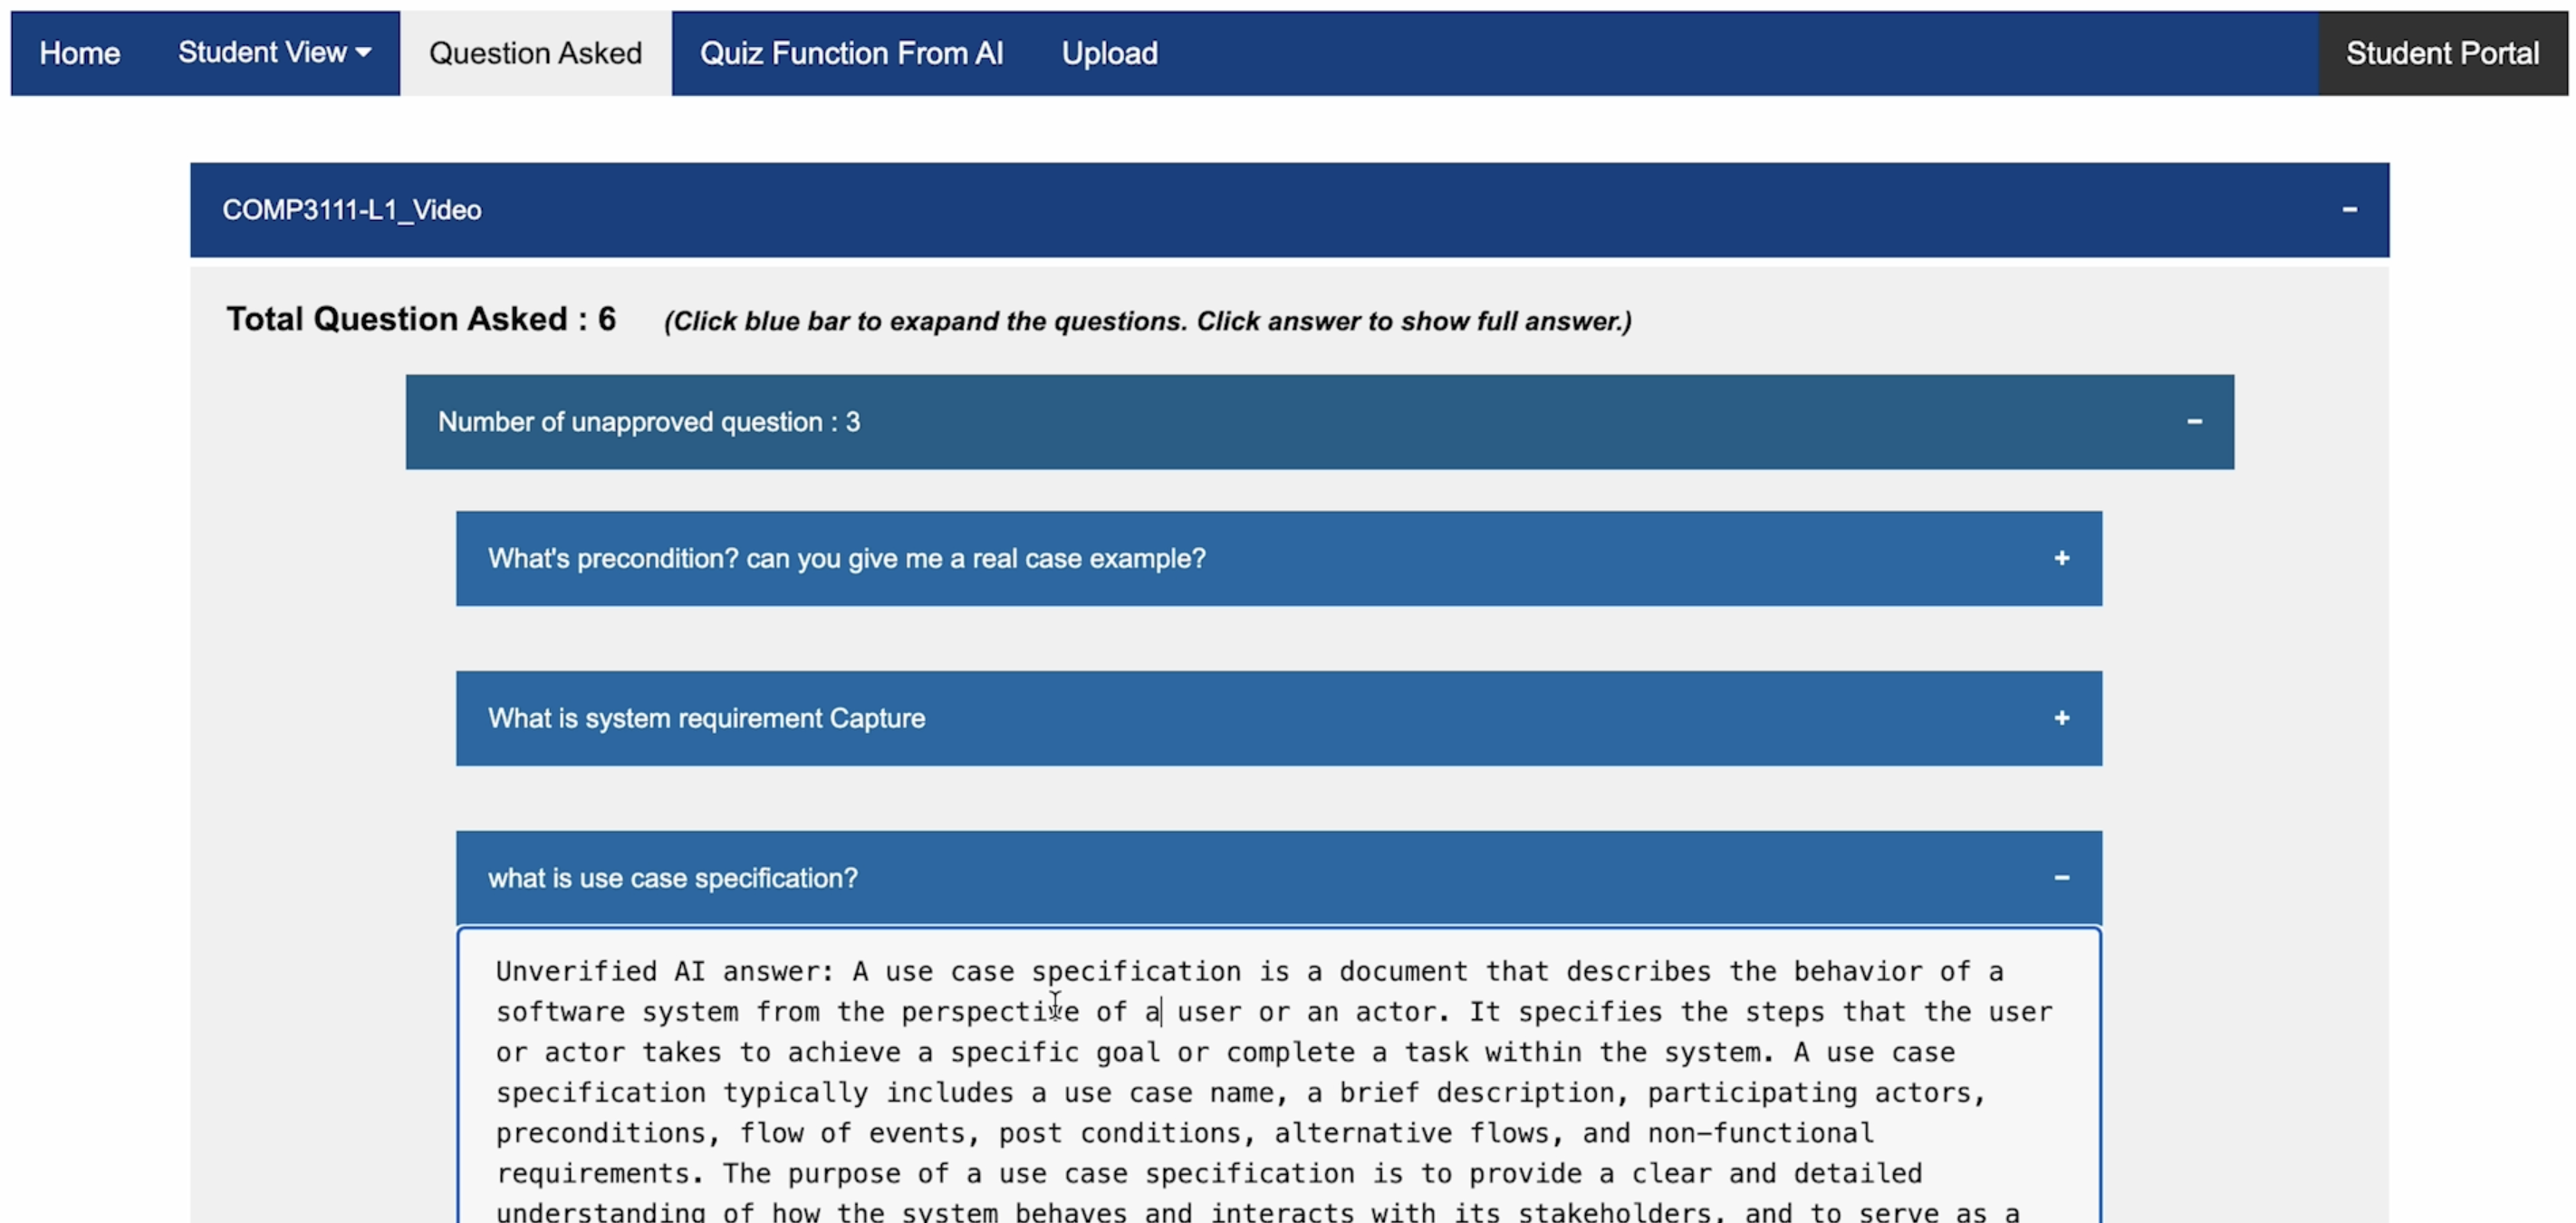 Home Student View Question Asked Quiz Function From AI Upload Student Portal
COMP3111-L1_Video −
Total Question Asked : 6 (Click blue bar to exapand the questions. Click answer to show full answer.)
Number of unapproved question : 3 −
What's precondition? can you give me a real case example? +
What is system requirement Capture +
what is use case specification? −
Unverified AI answer: A use case specification is a document that describes the behavior of a
software system from the perspective of a user or an actor. It specifies the steps that the user
or actor takes to achieve a specific goal or complete a task within the system. A use case
specification typically includes a use case name, a brief description, participating actors,
preconditions, flow of events, post conditions, alternative flows, and non-functional
requirements. The purpose of a use case specification is to provide a clear and detailed
understanding of how the system behaves and interacts with its stakeholders, and to serve as a